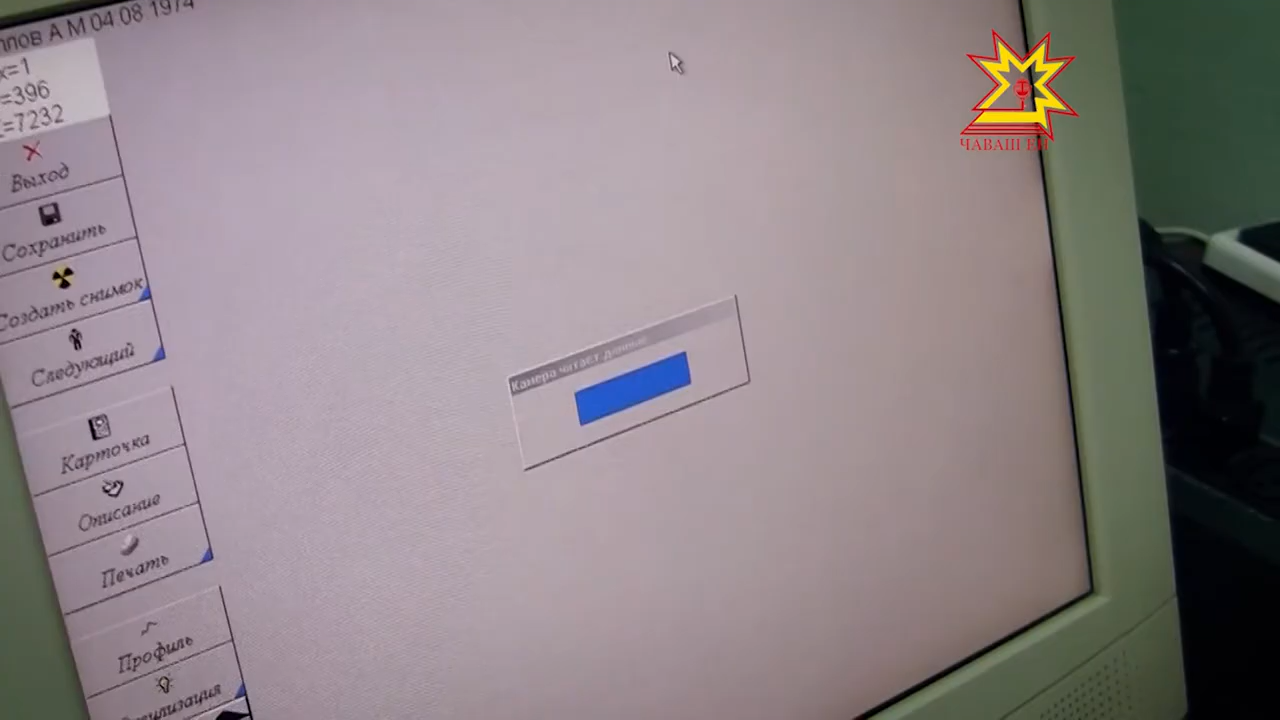 А М 04 08 1974
x=1
=396
=7232
Выход
Сохранить
Создать снимок
Следующий
Карточка
Описание
Печать
Профиль
Камера читает данные
ЧАВАШ ЕН